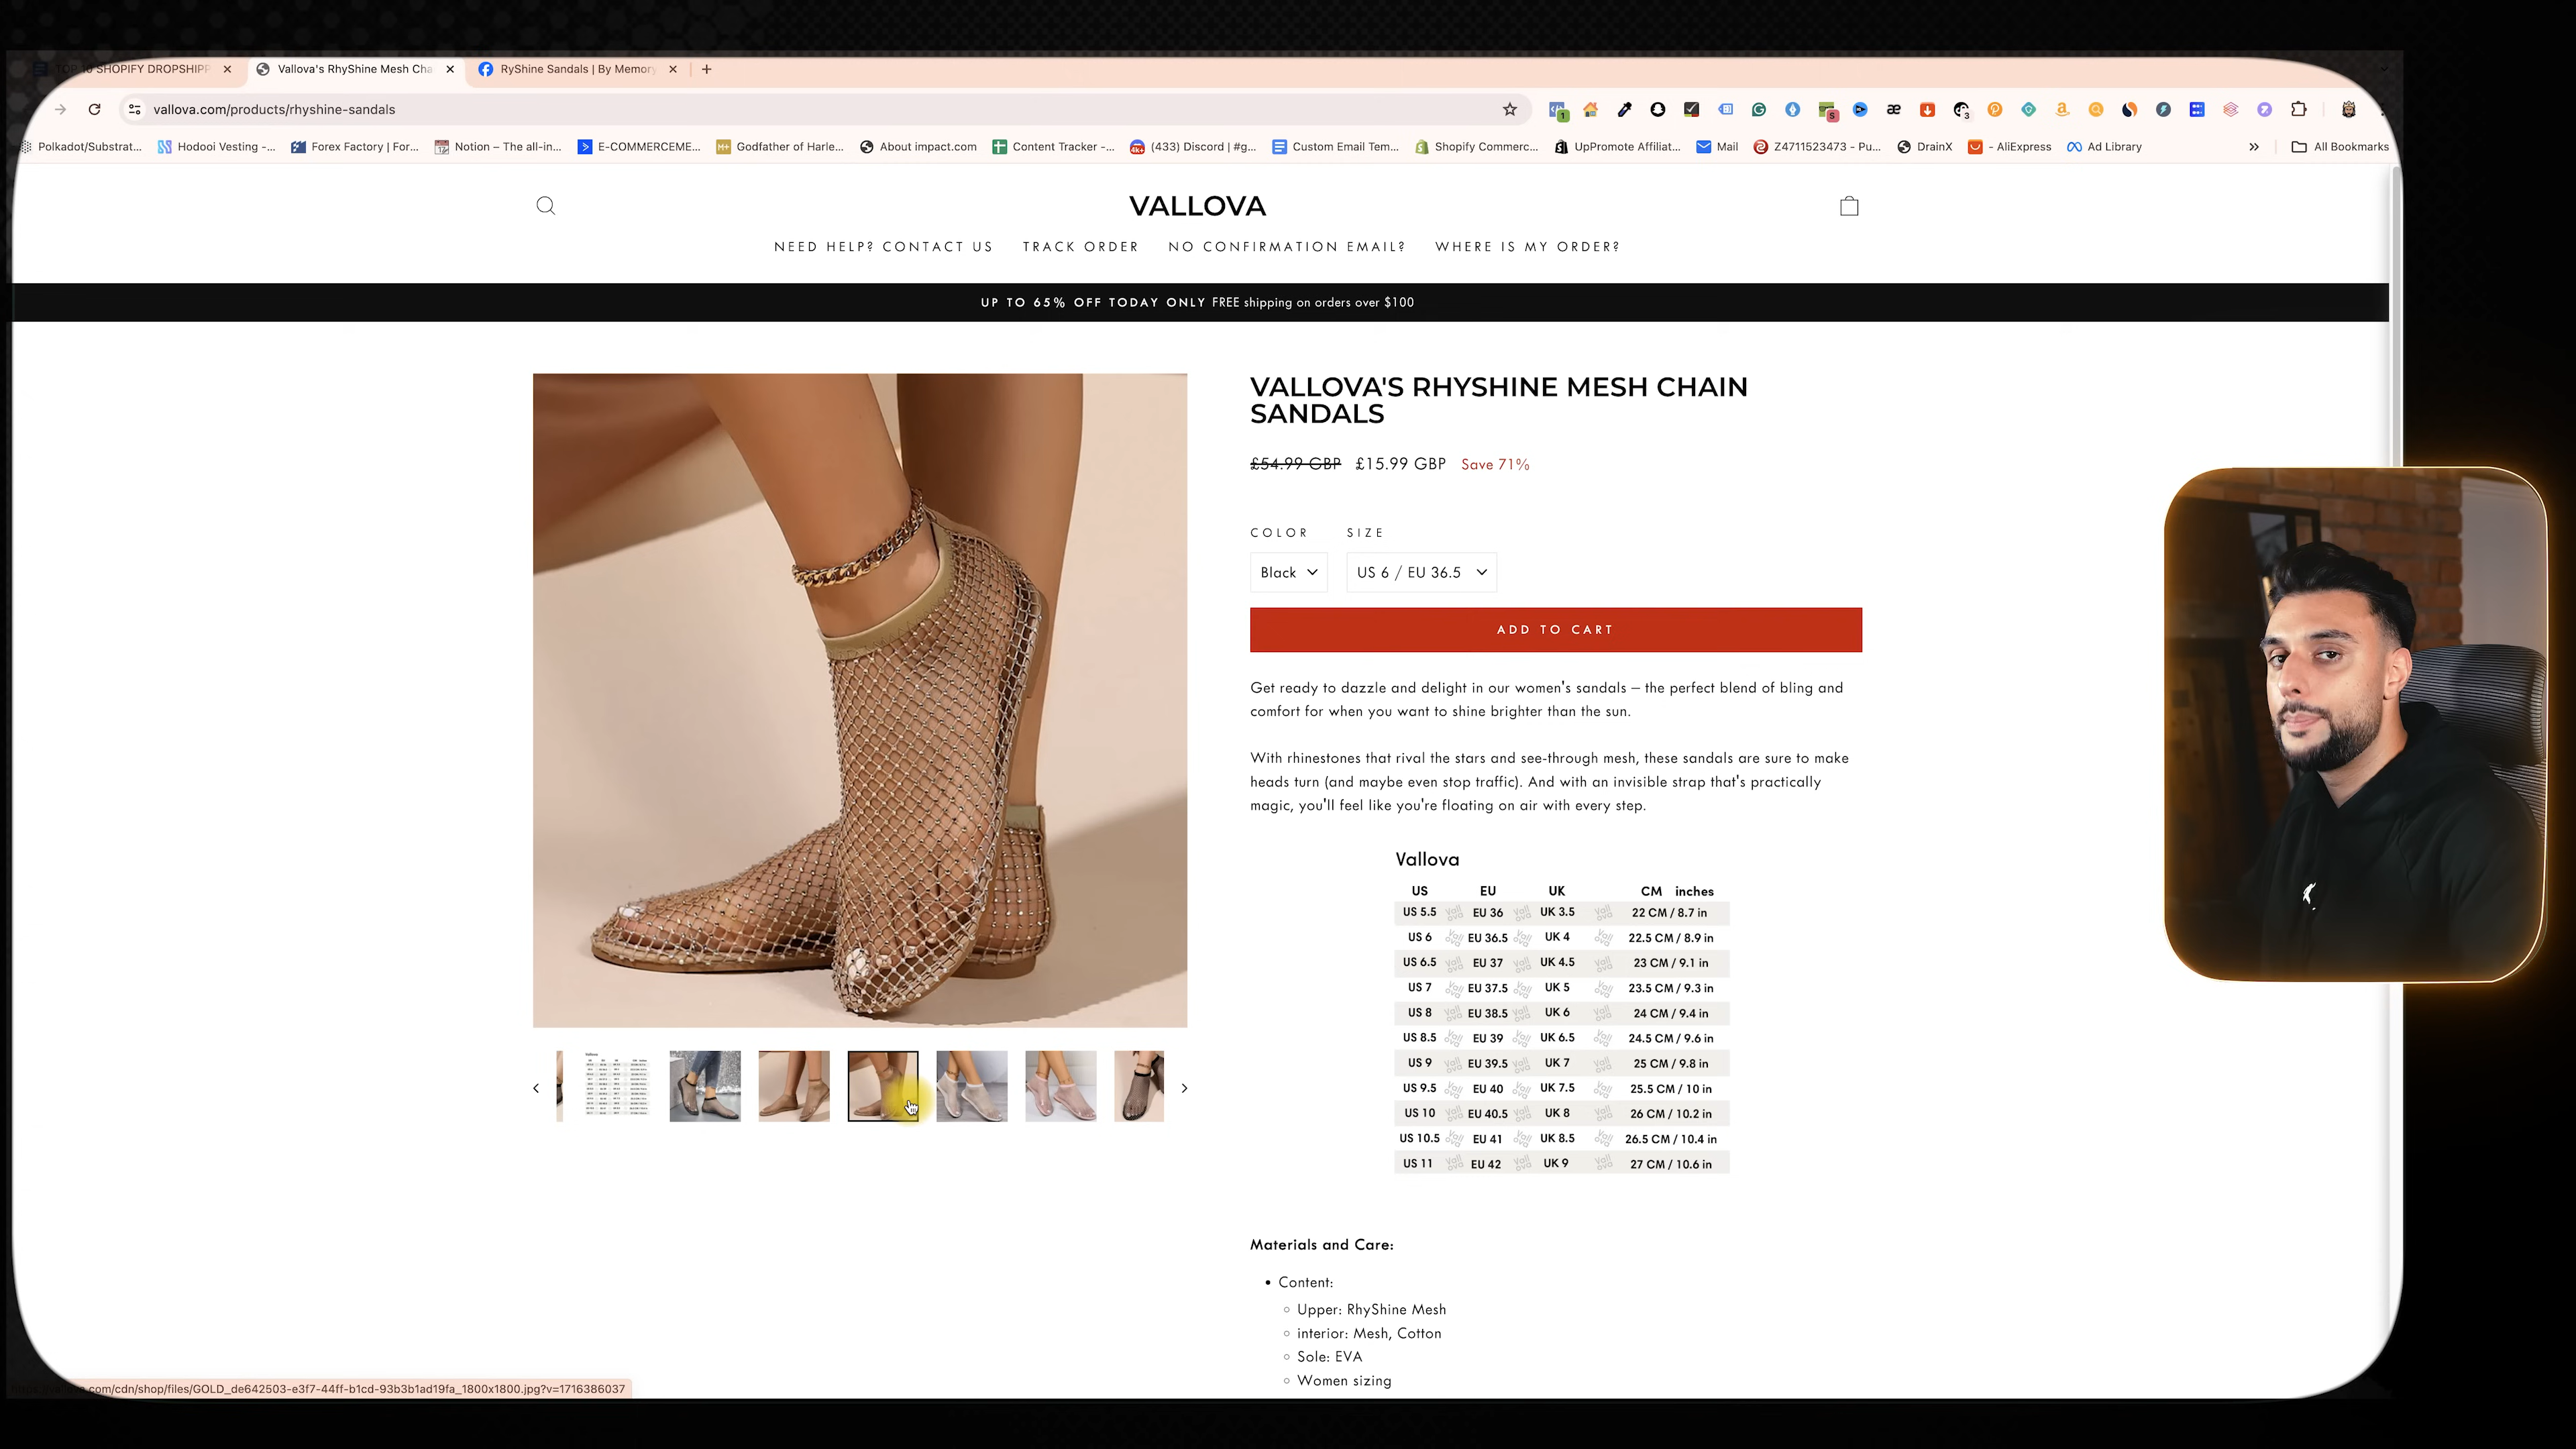 TOP 10 SHOPIFY DROPSHIPP
Vallova's RhyShine Mesh Cha
RyShine Sandals | By Memory
vallova.com/products/rhyshine-sandals
Polkadot/Substrat...
Hodooi Vesting -...
Forex Factory | For...
Notion – The all-in...
E-COMMERCEME...
Godfather of Harle...
About impact.com
Content Tracker -...
(433) Discord | #g...
Custom Email Tem...
Shopify Commerc...
UpPromote Affiliat...
Mail
Z4711523473 - Pu...
DrainX
- AliExpress
Ad Library
All Bookmarks
VALLOVA
NEED HELP? CONTACT US TRACK ORDER NO CONFIRMATION EMAIL? WHERE IS MY ORDER?
UP TO 65% OFF TODAY ONLY FREE shipping on orders over $100
VALLOVA'S RHYSHINE MESH CHAIN
SANDALS
£54.99 GBP £15.99 GBP Save 71%
COLOR SIZE
Black US 6 / EU 36.5
ADD TO CART
Get ready to dazzle and delight in our women's sandals – the perfect blend of bling and
comfort for when you want to shine brighter than the sun.
With rhinestones that rival the stars and see-through mesh, these sandals are sure to make
heads turn (and maybe even stop traffic). And with an invisible strap that's practically
magic, you'll feel like you're floating on air with every step.
Vallova
US EU UK CM inches
US 5.5 EU 36 UK 3.5 22 CM / 8.7 in
US 6 EU 36.5 UK 4 22.5 CM / 8.9 in
US 6.5 EU 37 UK 4.5 23 CM / 9.1 in
US 7 EU 37.5 UK 5 23.5 CM / 9.3 in
US 8 EU 38.5 UK 6 24 CM / 9.4 in
US 8.5 EU 39 UK 6.5 24.5 CM / 9.6 in
US 9 EU 39.5 UK 7 25 CM / 9.8 in
US 9.5 EU 40 UK 7.5 25.5 CM / 10 in
US 10 EU 40.5 UK 8 26 CM / 10.2 in
US 10.5 EU 41 UK 8.5 26.5 CM / 10.4 in
US 11 EU 42 UK 9 27 CM / 10.6 in
Materials and Care:
• Content:
○ Upper: RhyShine Mesh
○ interior: Mesh, Cotton
○ Sole: EVA
○ Women sizing
.com/cdn/shop/files/GOLD_de642503-e3f7-44ff-b1cd-93b3b1ad19fa_1800x1800.jpg?v=1716386037